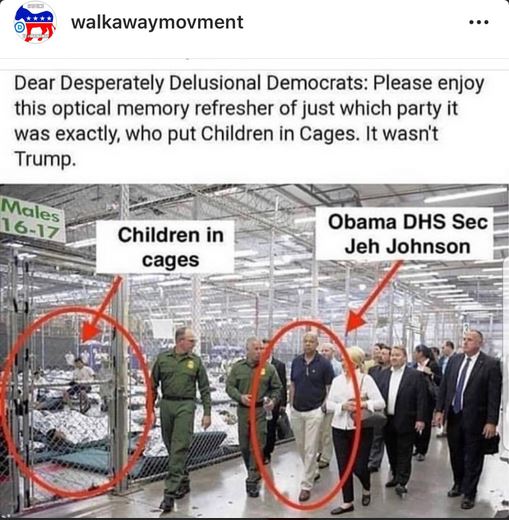 walkawaymovment
Dear Desperately Delusional Democrats: Please enjoy
this optical memory refresher of just which party it
was exactly, who put Children in Cages. It wasn't
Trump.
Males
16-17
Children in
cages
Obama DHS Sec
Jeh Johnson